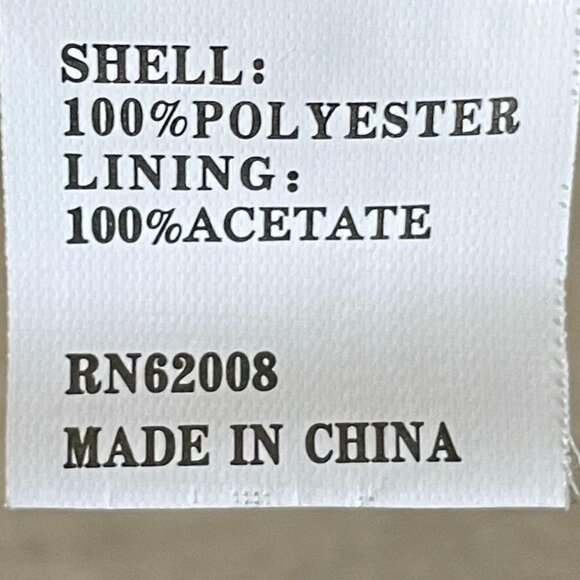 SHELL:
100%POLYESTER
LINING:
100%ACETATE
RN62008
MADE IN CHINA